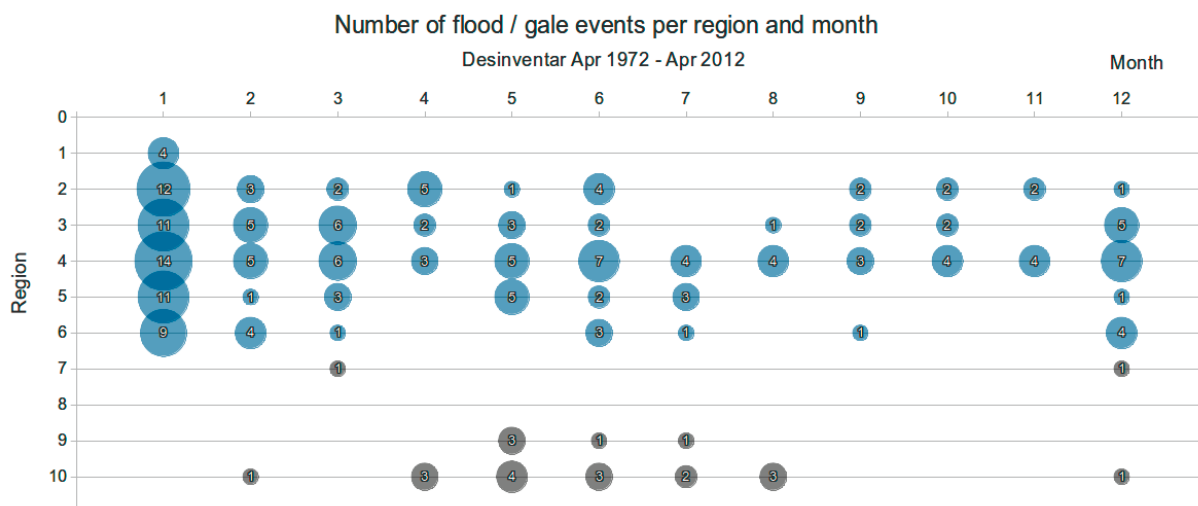 Number of flood / gale events per region and month
Desinventar Apr 1972 - Apr 2012
Month
1 2 3 4 5 6 7 8 9 10 11 12
0
1 4
2 12 3 2 5 1 4 2 2 2 1
3 11 5 6 2 3 2 1 2 2 5
4 14 5 6 3 5 7 4 4 3 4 4 7
Region
5 11 1 3 5 2 3 1
6 9 4 1 3 1 1 4
7 1 1
8
9 3 1 1
10 1 3 4 3 2 3 1